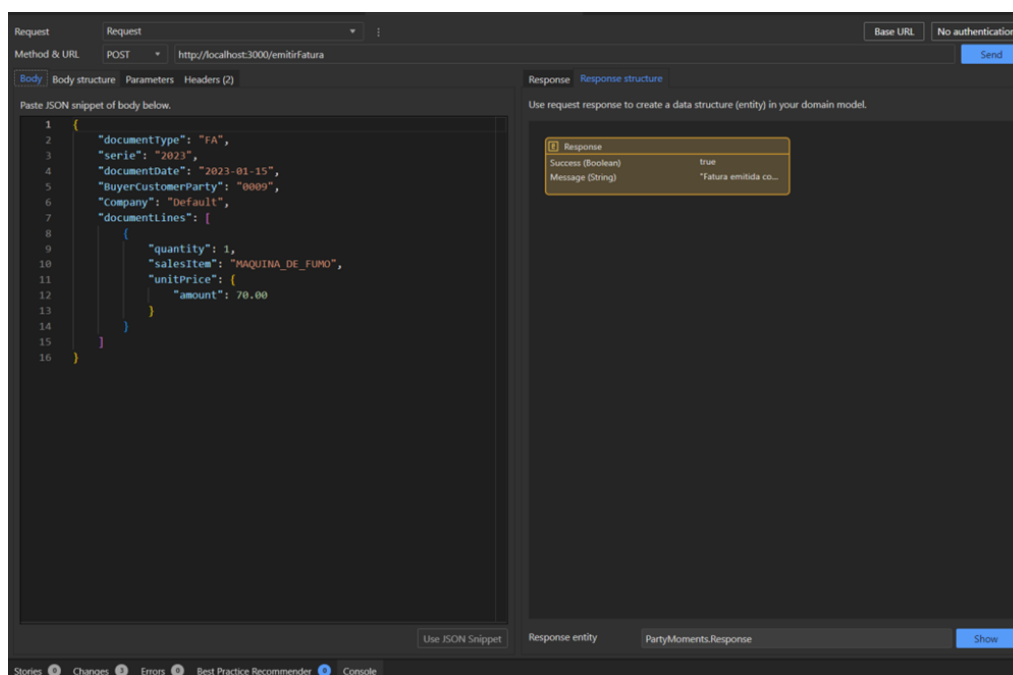 Request Request Base URL No authentication
Method & URL POST http://localhost:3000/emitirFatura Send
Body Body structure Parameters Headers (2)
Paste JSON snippet of body below.
1 {
2 "documentType": "FA",
3 "serie": "2023",
4 "documentDate": "2023-01-15",
5 "BuyerCustomerParty": "0009",
6 "Company": "Default",
7 "documentLines": [
8 {
9 "quantity": 1,
10 "salesItem": "MAQUINA_DE_FUMO",
11 "unitPrice": {
12 "amount": 70.00
13 }
14 }
15 ]
16 }
Use JSON Snippet
Response Response structure
Use request response to create a data structure (entity) in your domain model.
E Response
Success (Boolean) true
Message (String) "Fatura emitida co...
Response entity PartyMoments.Response Show
Stories 0 Changes 3 Errors 0 Best Practice Recommender 0 Console